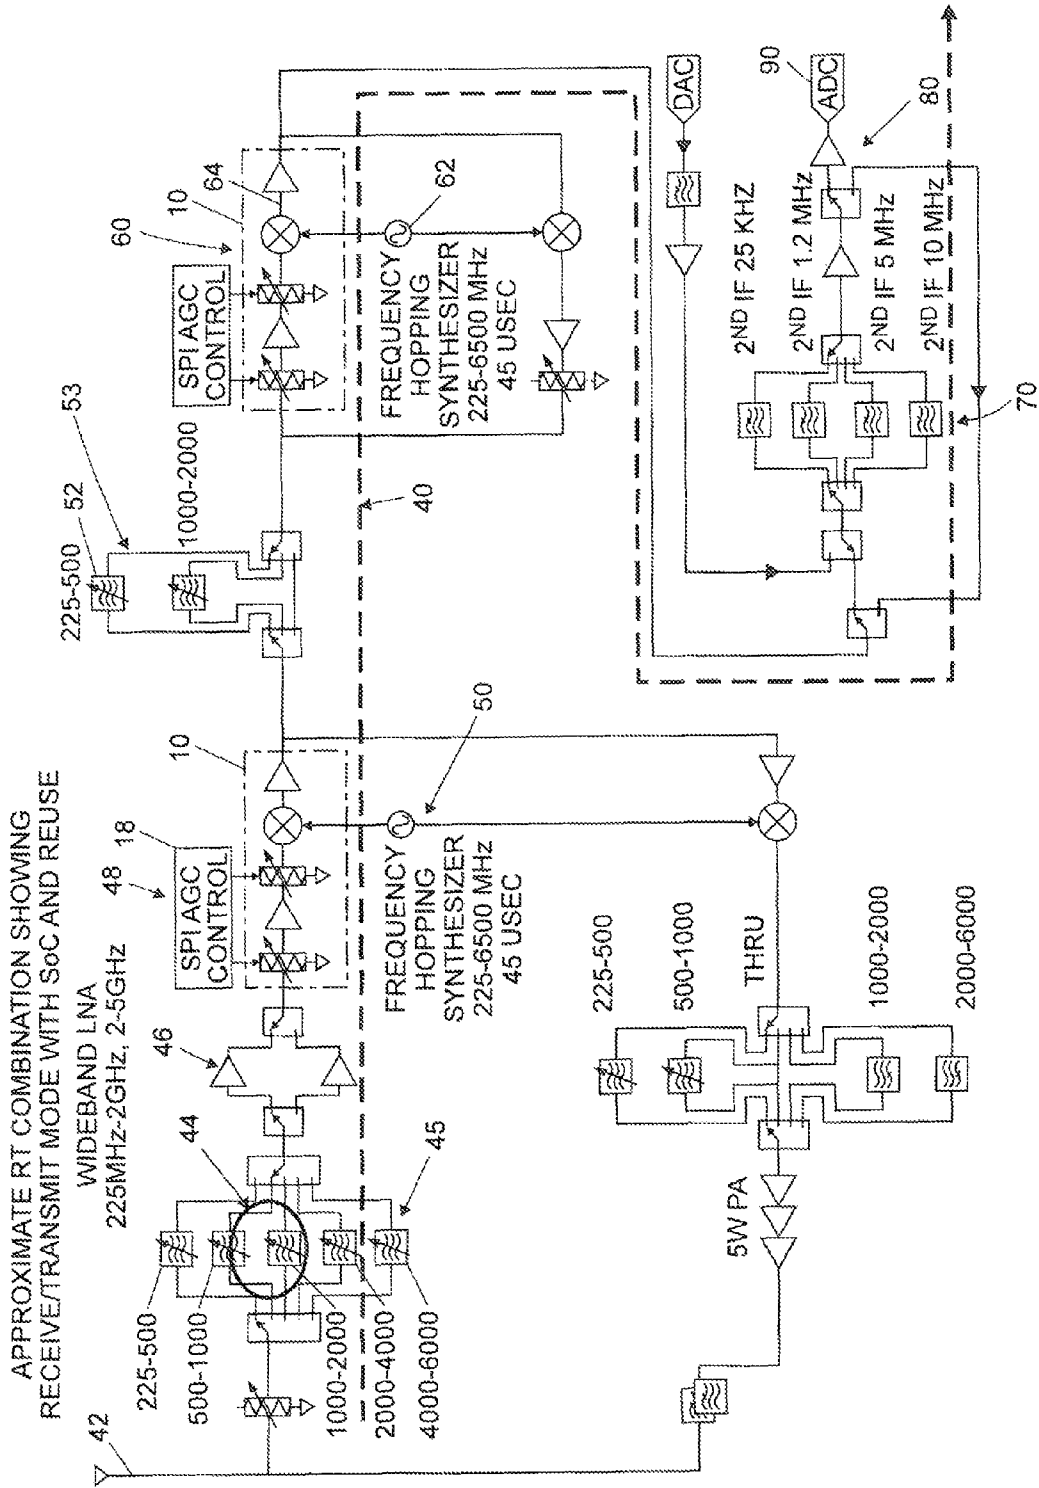 APPROXIMATE RT COMBINATION SHOWING
RECEIVE/TRANSMIT MODE WITH SoC AND REUSE
WIDEBAND LNA
225MHz-2GHz, 2-5GHz
42
225-500
500-1000
1000-2000
2000-4000
4000-6000
44
45
46
48
18
SPI AGC
CONTROL
10
FREQUENCY
HOPPING
SYNTHESIZER
225-6500 MHz
45 USEC
50
225-500
52
53
1000-2000
40
60
SPI AGC
CONTROL
10
64
62
FREQUENCY
HOPPING
SYNTHESIZER
225-6500 MHz
45 USEC
5W PA
225-500
500-1000
THRU
1000-2000
2000-6000
DAC
90
ADC
80
2ND IF 25 KHZ
2ND IF 1.2 MHz
2ND IF 5 MHz
2ND IF 10 MHz
70